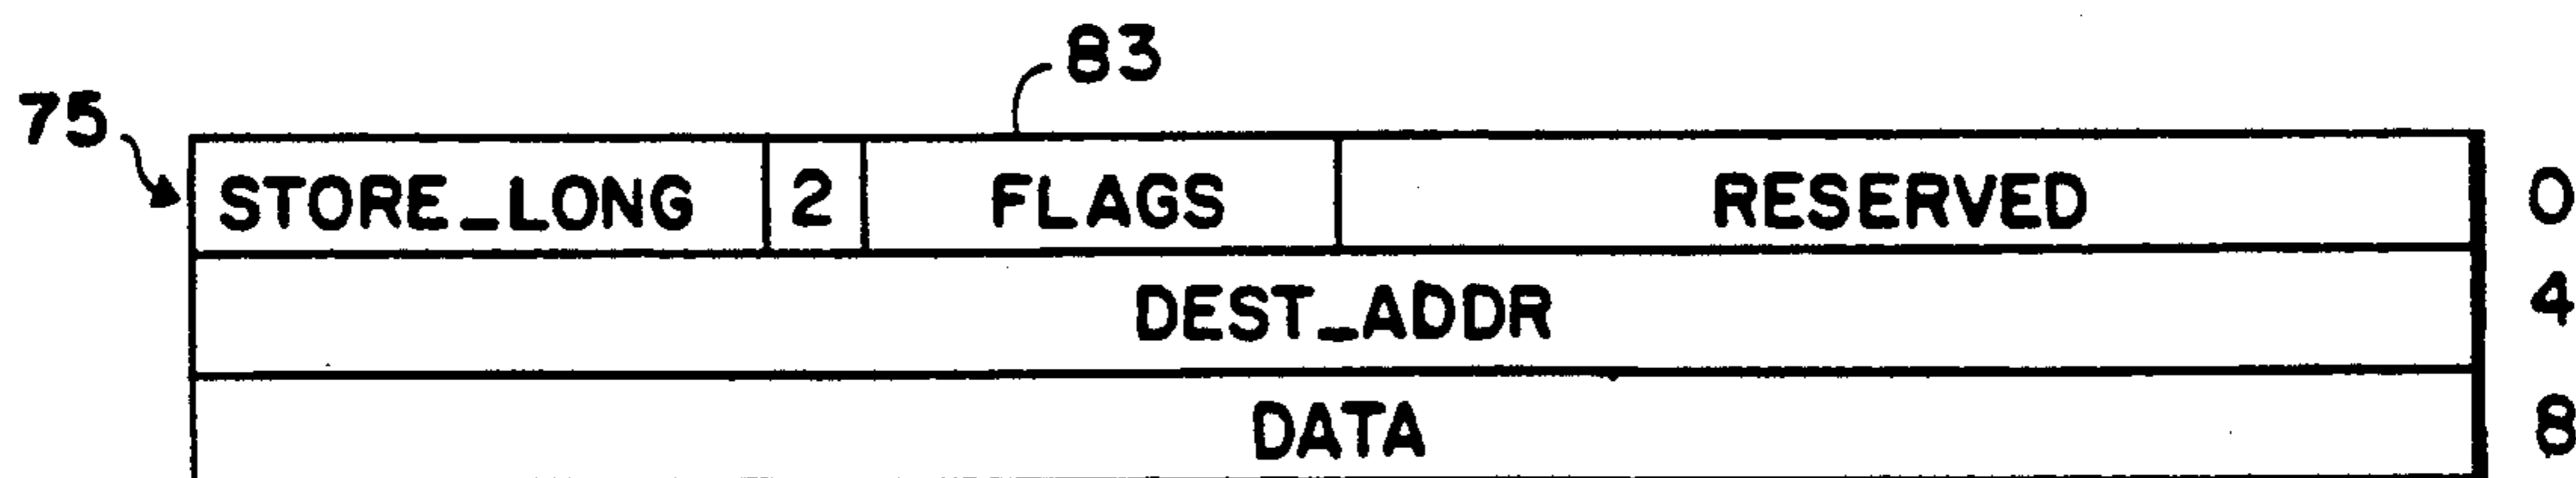 83
75
STORE_LONG 2 FLAGS RESERVED 0
DEST_ADDR 4
DATA 8